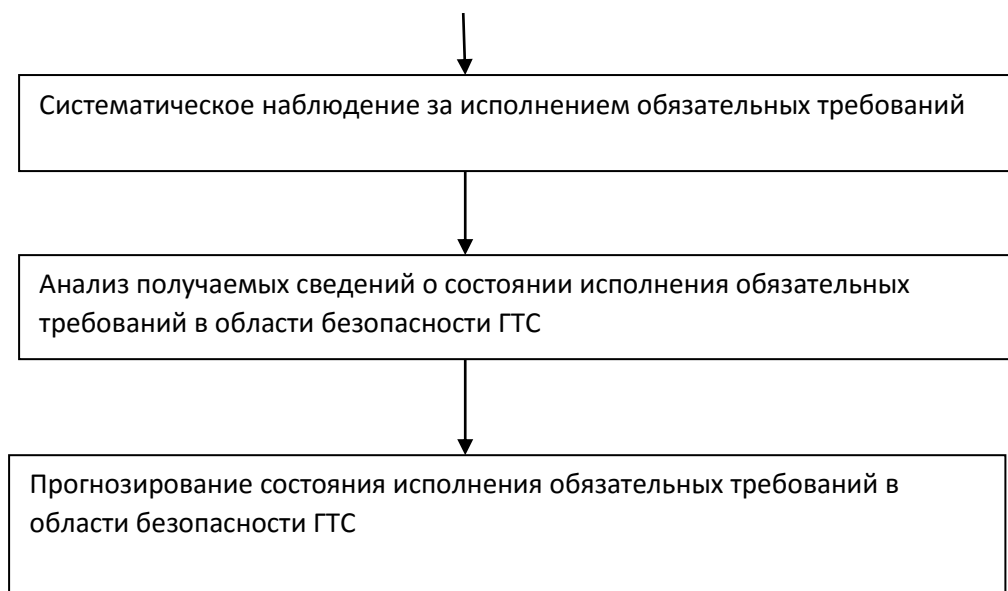 Систематическое наблюдение за исполнением обязательных требований
Анализ получаемых сведений о состоянии исполнения обязательных
требований в области безопасности ГТС
Прогнозирование состояния исполнения обязательных требований в
области безопасности ГТС